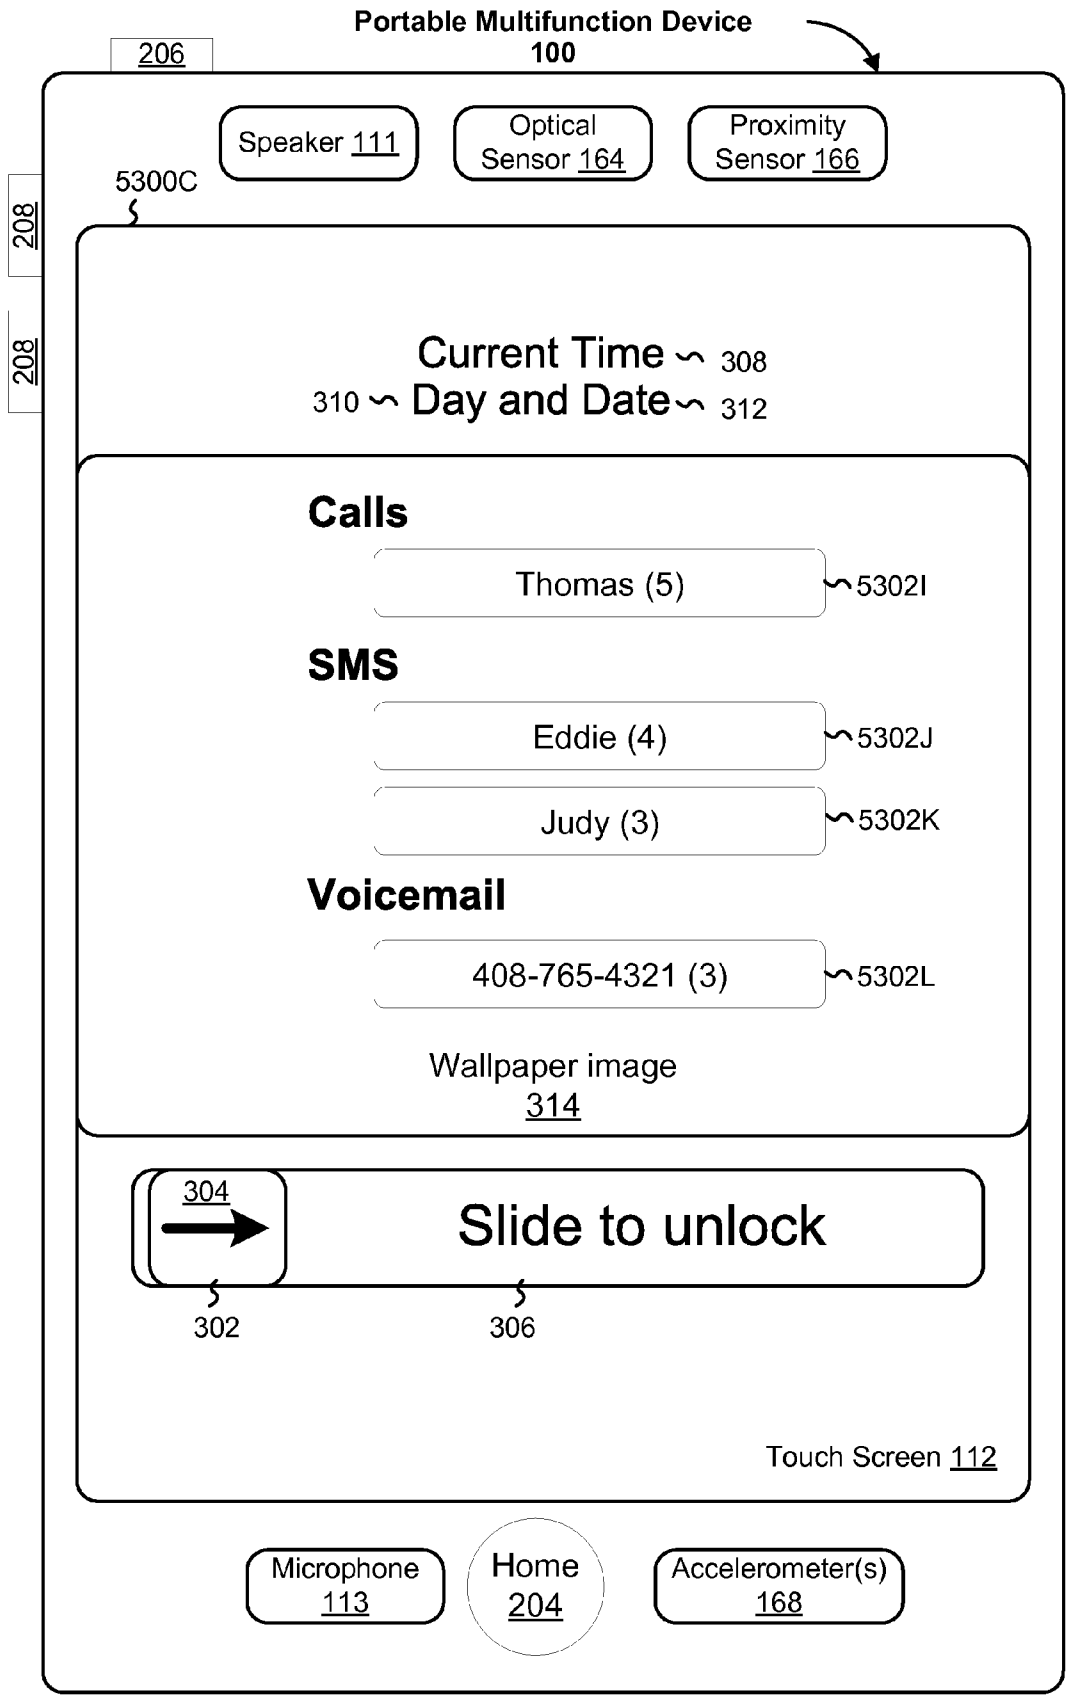 Portable Multifunction Device
100
206
Speaker 111
Optical
Sensor 164
Proximity
Sensor 166
5300C
208
208
Current Time 308
310 Day and Date 312
Calls
Thomas (5) 5302I
SMS
Eddie (4) 5302J
Judy (3) 5302K
Voicemail
408-765-4321 (3) 5302L
Wallpaper image
314
304
Slide to unlock
302 306
Touch Screen 112
Microphone
113
Home
204
Accelerometer(s)
168